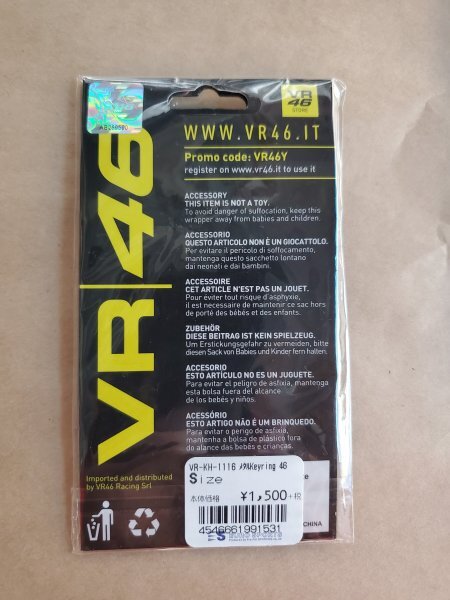 VR
46
STORE
WWW.VR46.IT
Promo code: VR46Y
register on www.vr46.it to use it
VR|46
ACCESSORY
THIS ITEM IS NOT A TOY.
To avoid danger of suffocation, keep this
wrapper away from babies and children.
ACCESSORIO
QUESTO ARTICOLO NON È UN GIOCATTOLO.
Per evitare il pericolo di soffocamento,
mantenga questo sacchetto lontano
dai neonati e dai bambini.
ACCESSOIRE
CET ARTICLE N'EST PAS UN JOUET.
Pour éviter tout risque d'asphyxie,
il est necessaire de maintenir ce sac hors
de porté des bébés et des enfants.
ZUBEHÖR
DIESE BEITRAG IST KEIN SPIELZEUG.
Um Erstickungsgefahr zu vermeiden, bitte
diesen Sack von Babies und Kinder fern halten.
ACCESORIO
ESTO ARTÍCULO NO ES UN JUGUETE.
Para evitar el peligro de asfixia, mantenga
esta bolsa fuera del alcance
de los bebés y niños.
ACESSÓRIO
ESTO ARTIGO NÃO É UM BRINQUEDO.
Para evitar o perigo de asfixia,
mantenha a bolsa de plástico fora
do alcance das bebês e crianças.
Imported and distributed
by VR46 Racing Srl
VR-KH-1116 ﾒﾀﾙKeyring 46
Size
本体価格 ¥1,500+税
4546661991531
CHINA